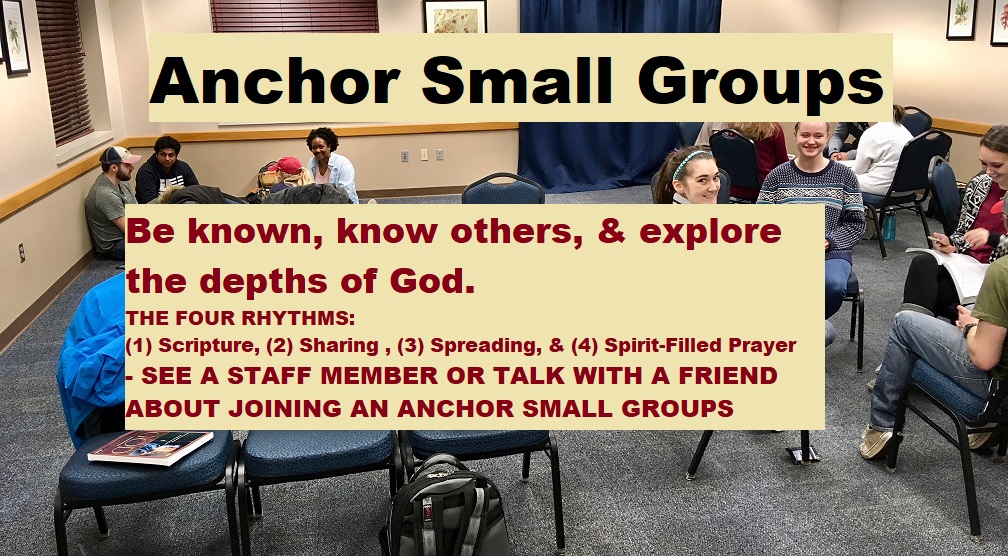 Anchor Small Groups
Be known, know others, & explore
the depths of God.
THE FOUR RHYTHMS:
(1) Scripture, (2) Sharing , (3) Spreading, & (4) Spirit-Filled Prayer
- SEE A STAFF MEMBER OR TALK WITH A FRIEND
ABOUT JOINING AN ANCHOR SMALL GROUPS